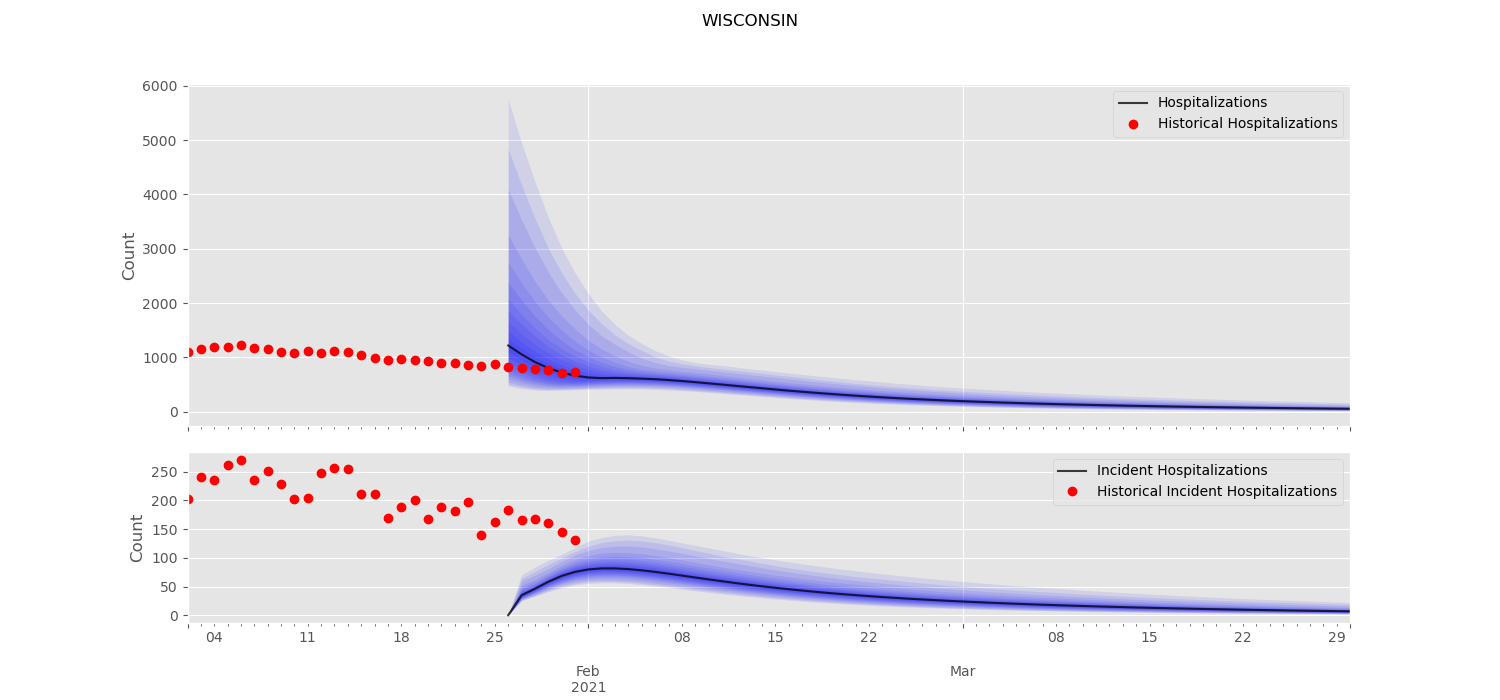 WISCONSIN
6000
5000
4000
3000
2000
1000
0
Count
Hospitalizations
Historical Hospitalizations
250
200
150
100
50
0
Count
Incident Hospitalizations
Historical Incident Hospitalizations
04 11 18 25 08 15 22 08 15 22 29
Feb Mar
2021